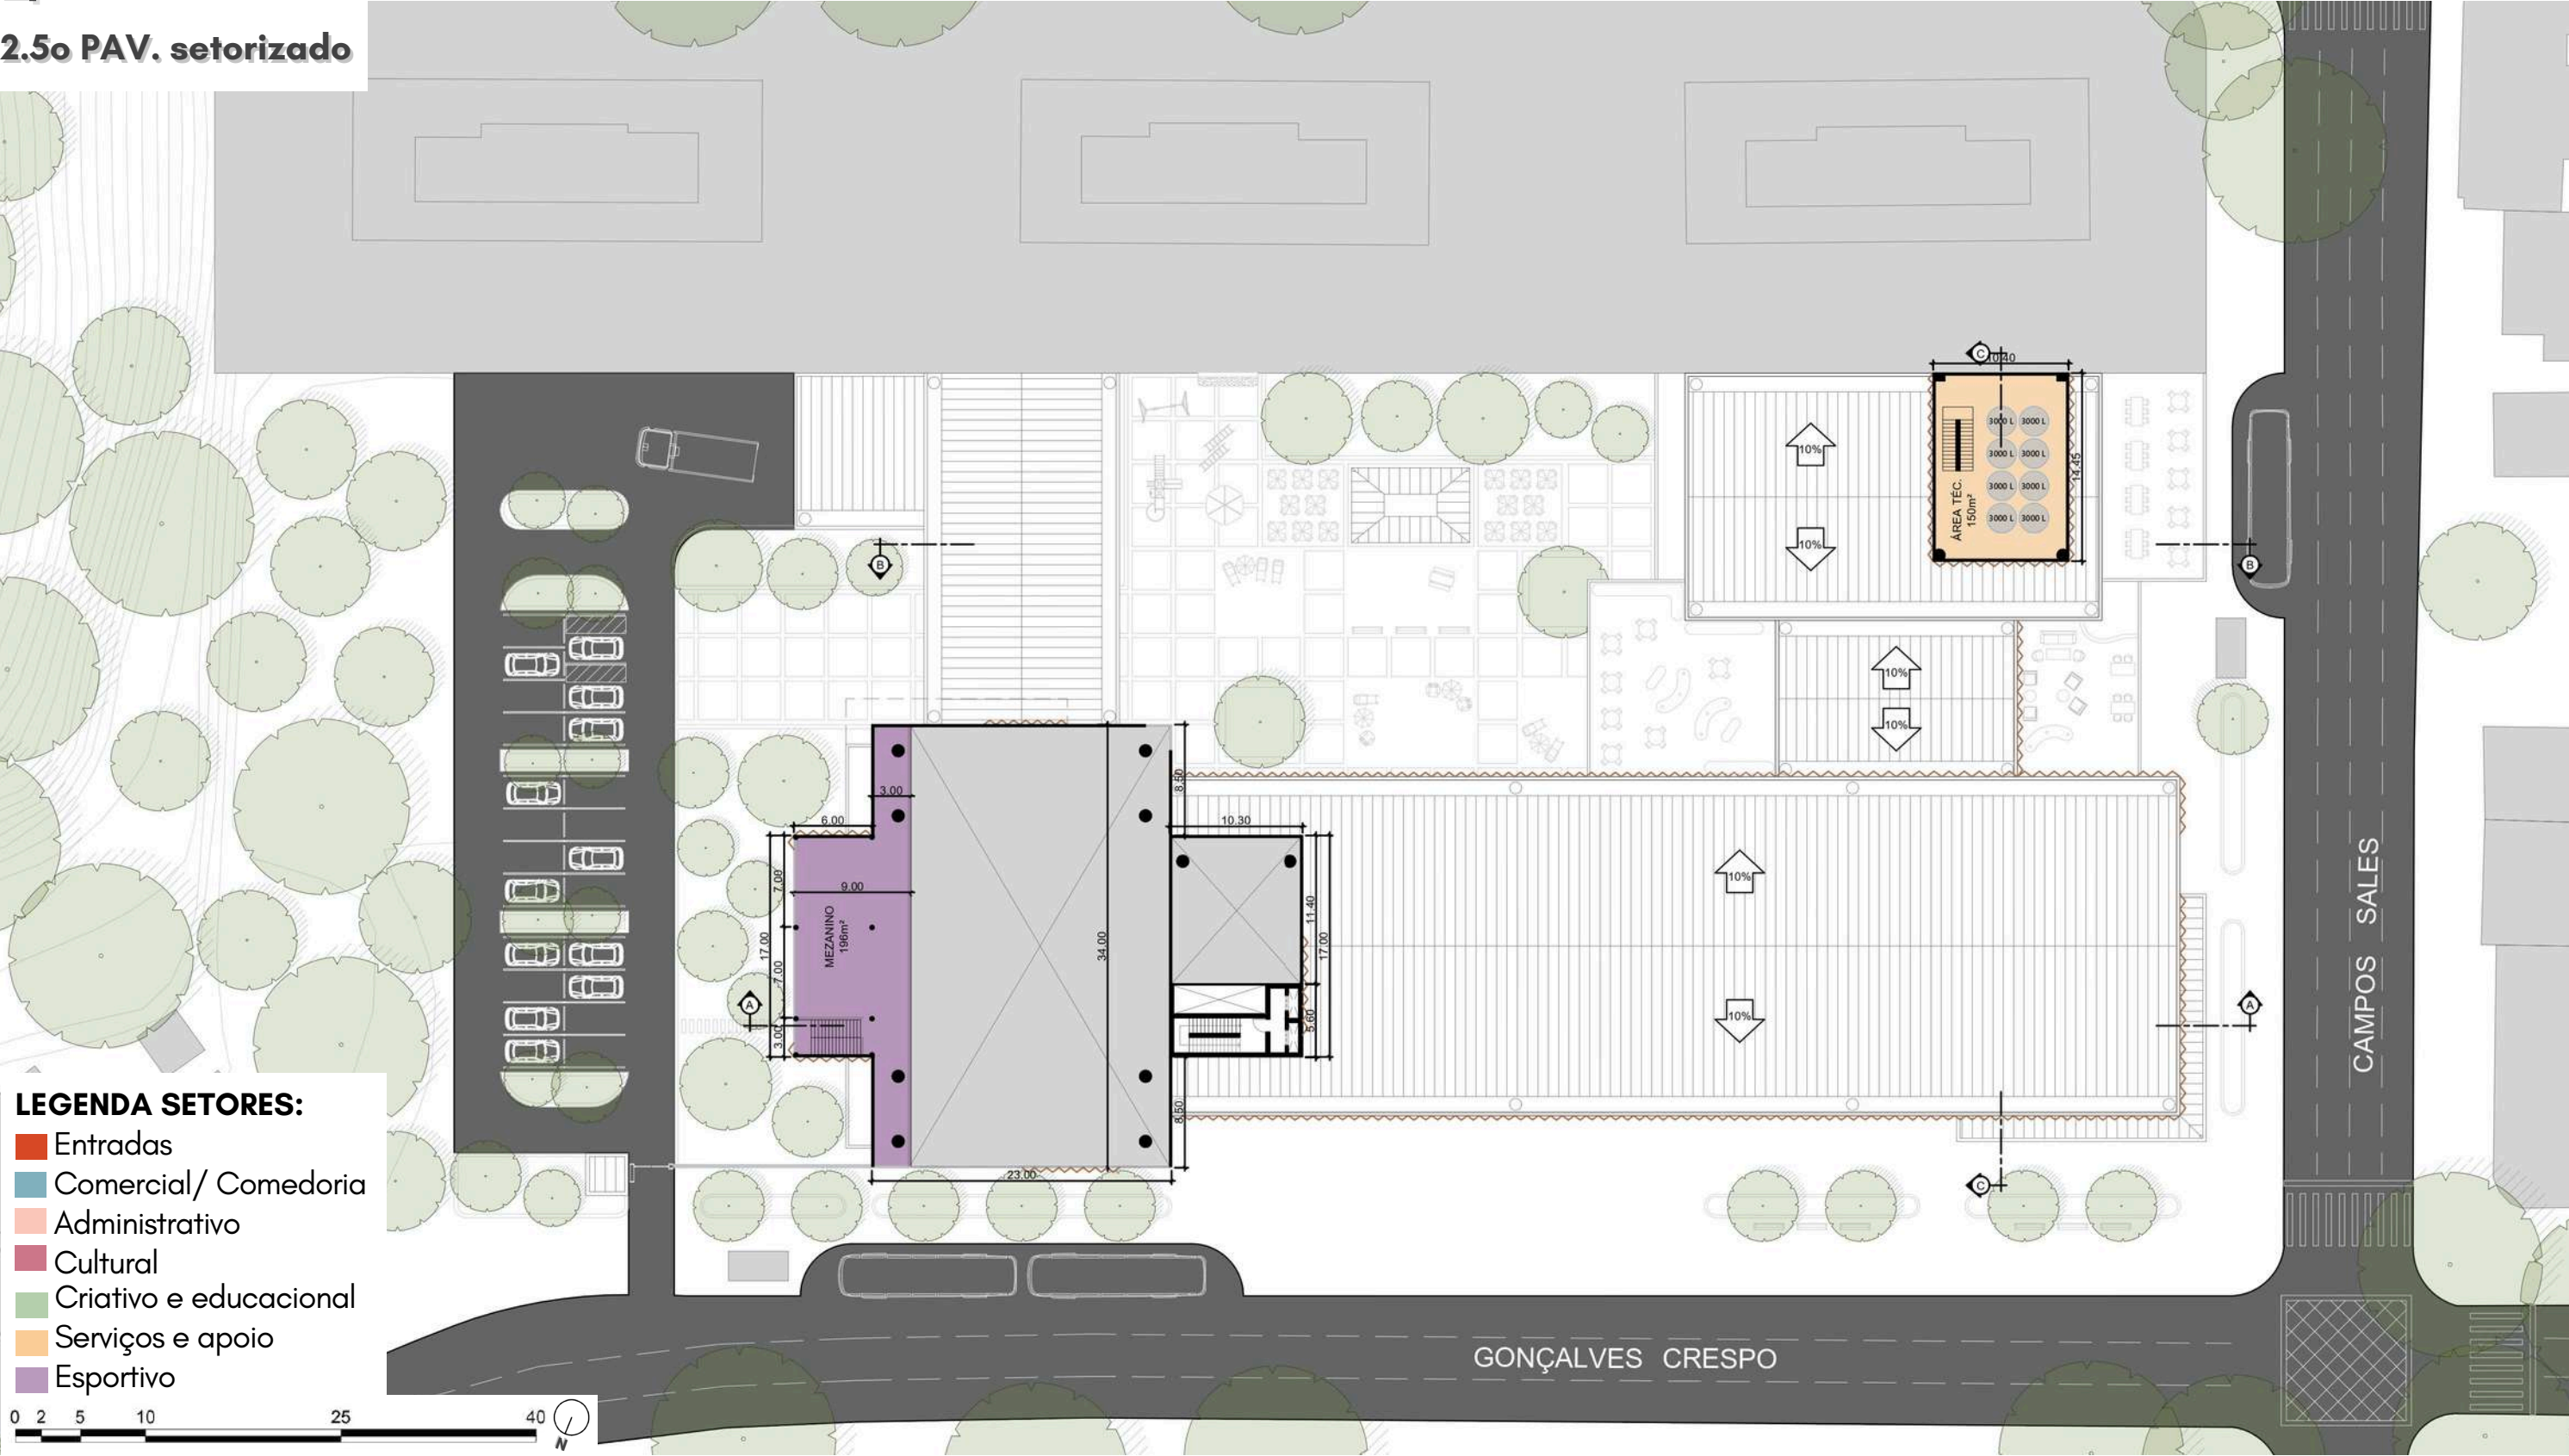 2.5o PAV. setorizado
C
10.40
3000 L 3000 L
3000 L 3000 L
3000 L 3000 L
3000 L 3000 L
ÁREA TÉC.
150m²
14.45
10%
10%
B
B
10%
10%
3.00
8.50
6.00
10.30
7.00
9.00
10%
MEZANINO
196m²
17.00
34.00
11.40
17.00
7.00
A
A
3.00
5.60
10%
8.50
23.00
C
CAMPOS SALES
GONÇALVES CRESPO
LEGENDA SETORES:
Entradas
Comercial/ Comedoria
Administrativo
Cultural
Criativo e educacional
Serviços e apoio
Esportivo
0 2 5 10 25 40
N